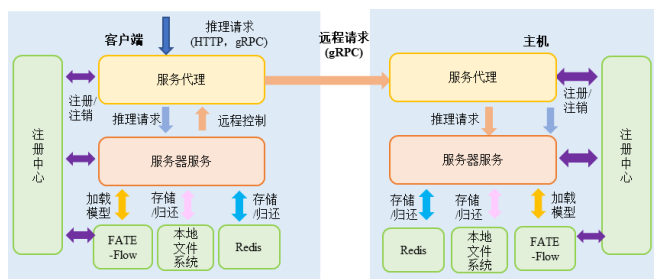 推理请求
(HTTP，gRPC)
客户端
服务代理
注册/
注销
推理请求
远程控制
注册中心
服务器服务
加载
模型
存储
/归还
存储
/归还
FATE
-Flow
本地
文件
系统
Redis
远程请求
(gRPC)
主机
服务代理
注册/
注销
推理请求
服务器服务
注册中心
存储
/归还
存储
/归还
加载
模型
Redis
本地
文件
系统
FATE
-Flow